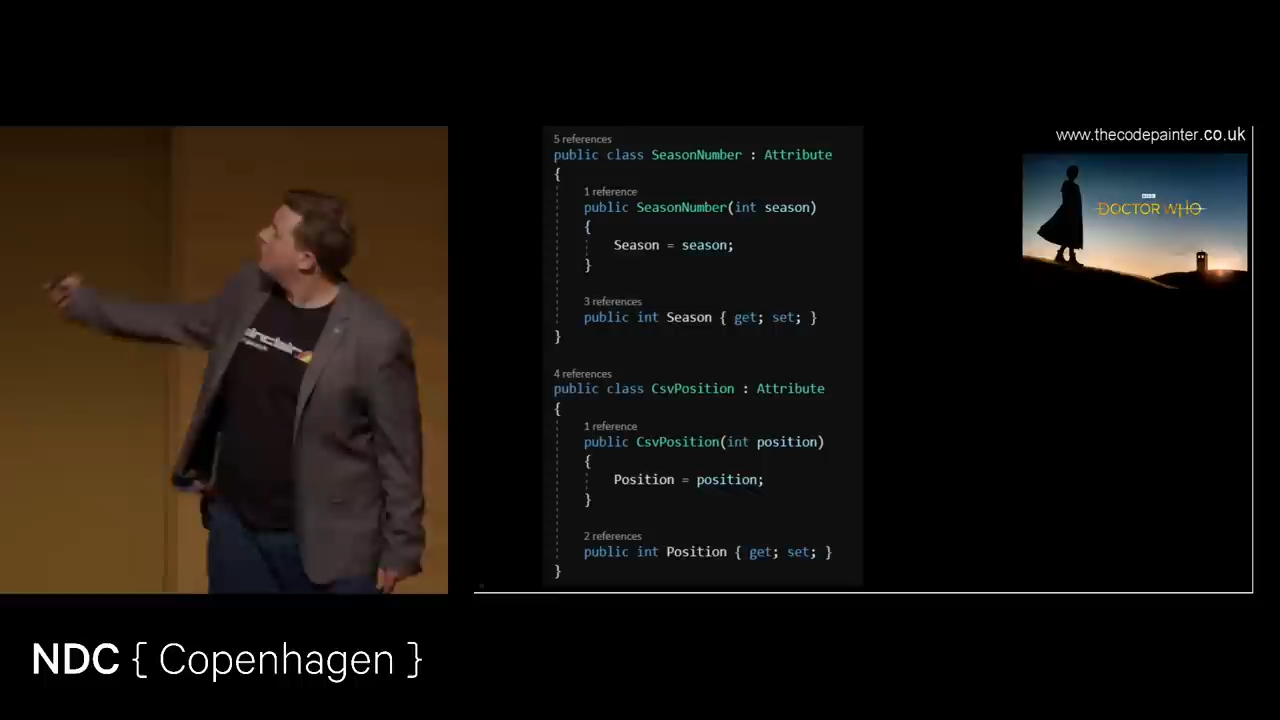 www.thecodepainter.co.uk
BBC
DOCTOR WHO
5 references
public class SeasonNumber : Attribute
{
1 reference
public SeasonNumber(int season)
{
Season = season;
}
3 references
public int Season { get; set; }
}
4 references
public class CsvPosition : Attribute
{
1 reference
public CsvPosition(int position)
{
Position = position;
}
2 references
public int Position { get; set; }
}
sinclair
NDC { Copenhagen }